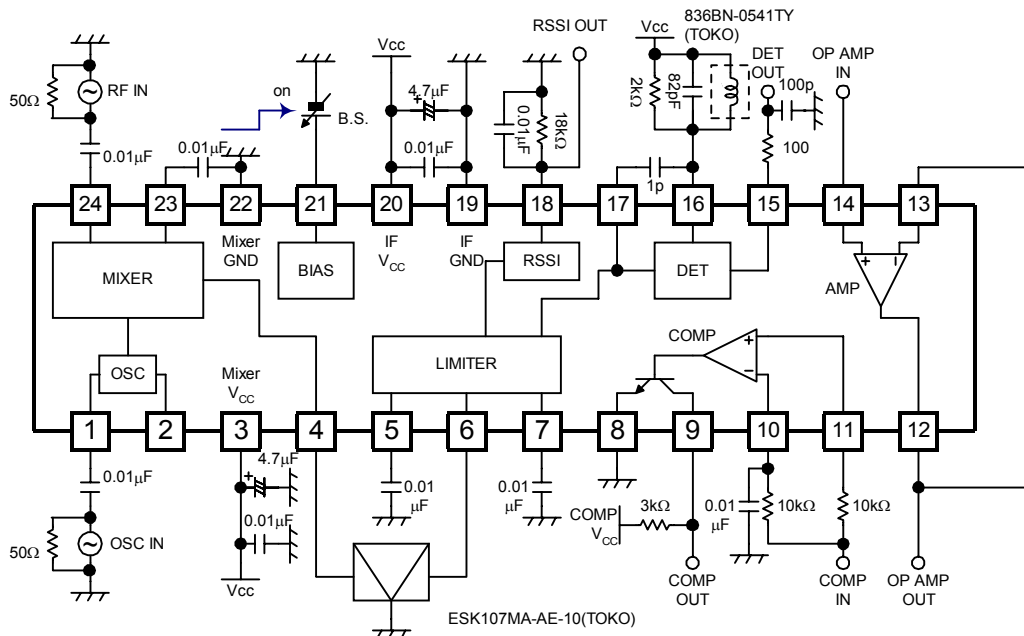 RSSI OUT
836BN-0541TY
(TOKO)
Vcc
Vcc
DET
OUT
OP AMP
IN
50Ω
RF IN
on
B.S.
4.7μF
+
0.01μF
18kΩ
2kΩ
82pF
100p
0.01μF
0.01μF
0.01μF
1p
100
24
23
22
21
20
19
18
17
16
15
14
13
Mixer
GND
IF
VCC
IF
GND
MIXER
BIAS
RSSI
DET
+
−
AMP
COMP
OSC
Mixer
VCC
LIMITER
+
−
1
2
3
4
5
6
7
8
9
10
11
12
0.01μF
+
4.7μF
0.01μF
0.01
μF
0.01
μF
COMP
VCC
3kΩ
0.01
μF
10kΩ
10kΩ
50Ω
OSC IN
Vcc
COMP
OUT
COMP
IN
OP AMP
OUT
ESK107MA-AE-10(TOKO)